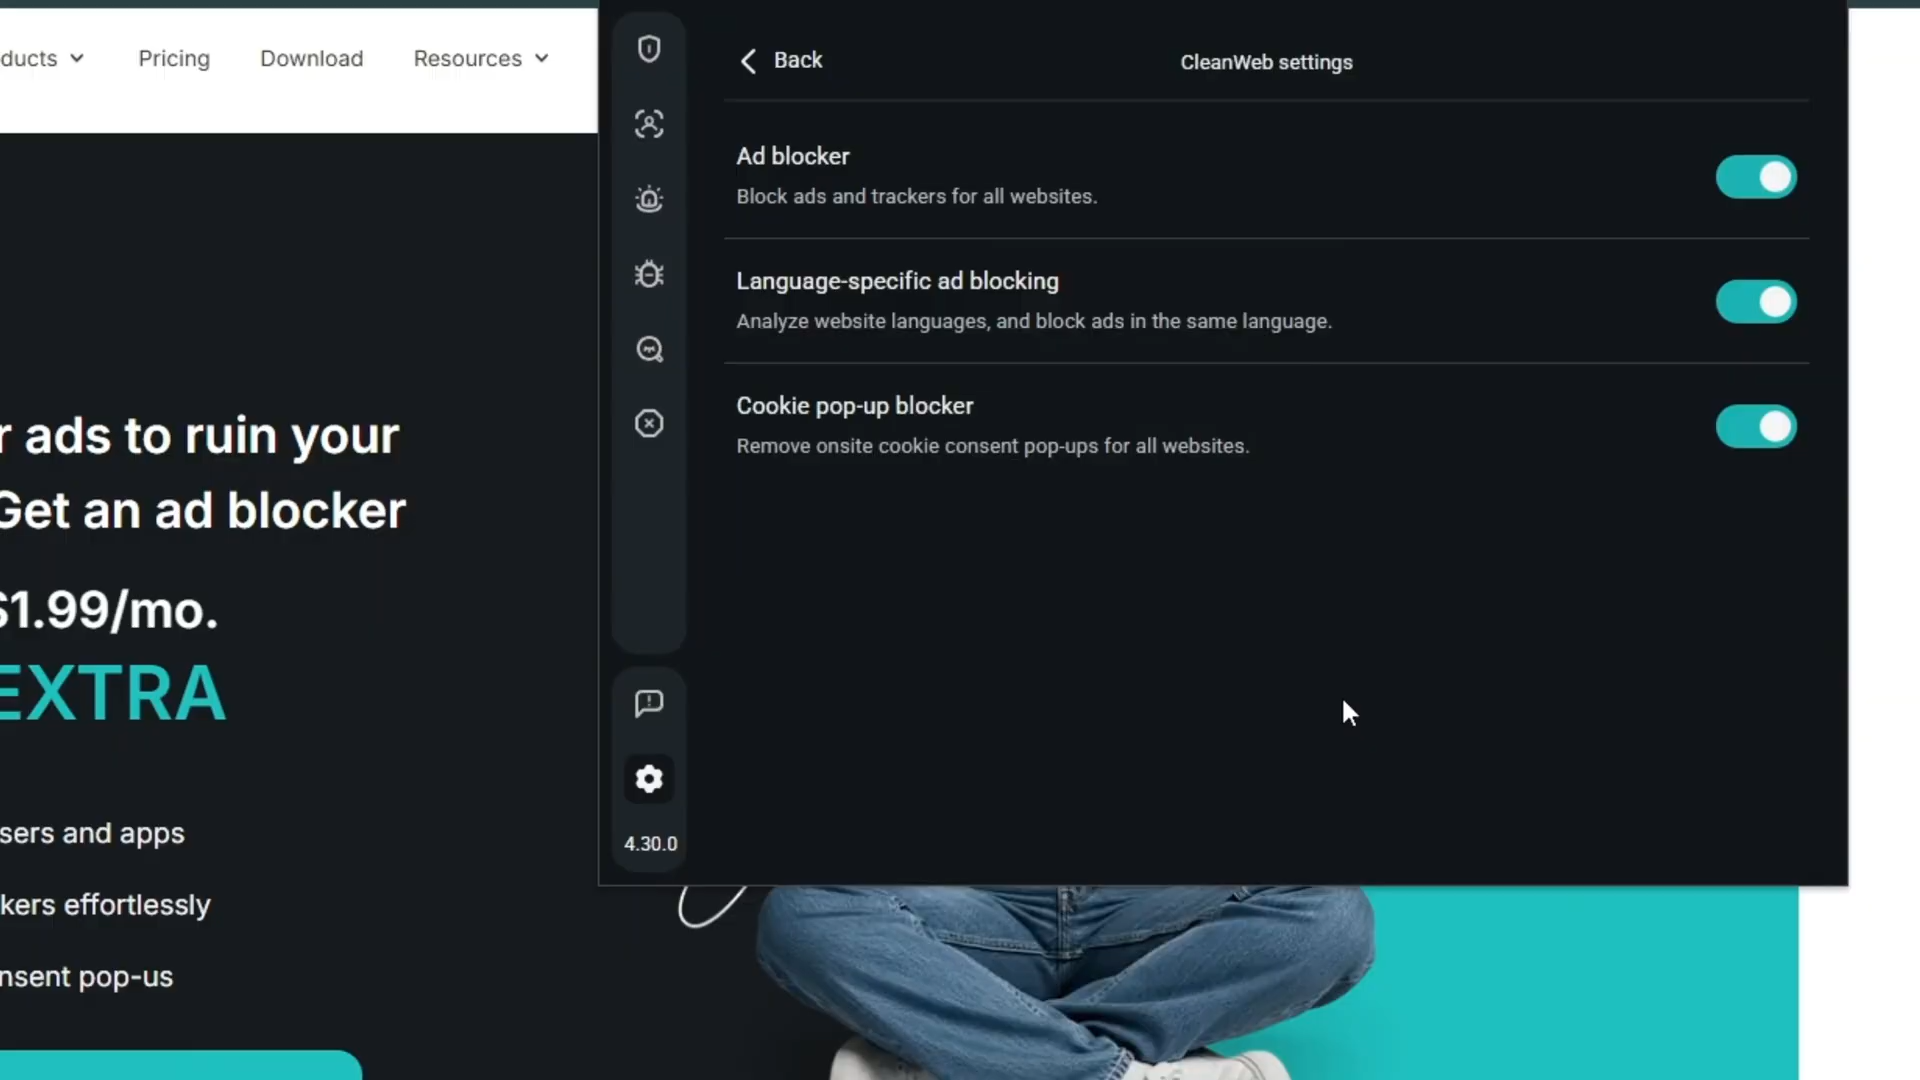 ducts
Pricing
Download
Resources
r ads to ruin your
Get an ad blocker
$1.99/mo.
EXTRA
sers and apps
kers effortlessly
nsent pop-us
Back
CleanWeb settings
Ad blocker
Block ads and trackers for all websites.
Language-specific ad blocking
Analyze website languages, and block ads in the same language.
Cookie pop-up blocker
Remove onsite cookie consent pop-ups for all websites.
4.30.0